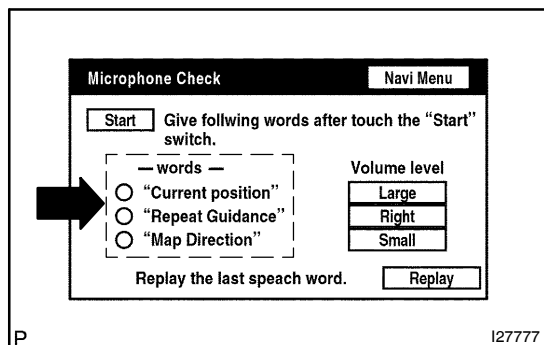 Microphone Check
Navi Menu
Start
Give follwing words after touch the “Start”
switch.
— words —
“Current position”
“Repeat Guidance”
“Map Direction”
Volume level
Large
Right
Small
Replay the last speach word.
Replay
P
I27777